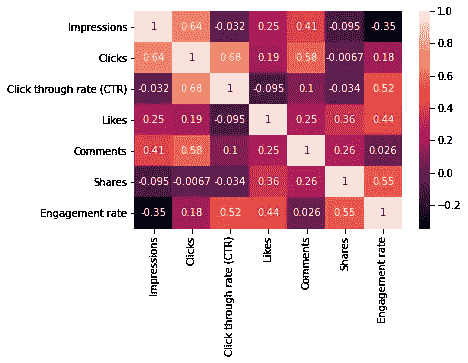 Impressions 1 0.64 -0.032 0.25 0.41 -0.095 -0.35
Clicks 0.64 1 0.68 0.19 0.58 -0.0067 0.18
Click through rate (CTR) -0.032 0.68 1 -0.095 0.1 -0.034 0.52
Likes 0.25 0.19 -0.095 1 0.25 0.36 0.44
Comments 0.41 0.58 0.1 0.25 1 0.26 0.026
Shares -0.095 -0.0067 -0.034 0.36 0.26 1 0.55
Engagement rate -0.35 0.18 0.52 0.44 0.026 0.55 1
Impressions
Clicks
Click through rate (CTR)
Likes
Comments
Shares
Engagement rate
1.0
0.8
0.6
0.4
0.2
0.0
-0.2